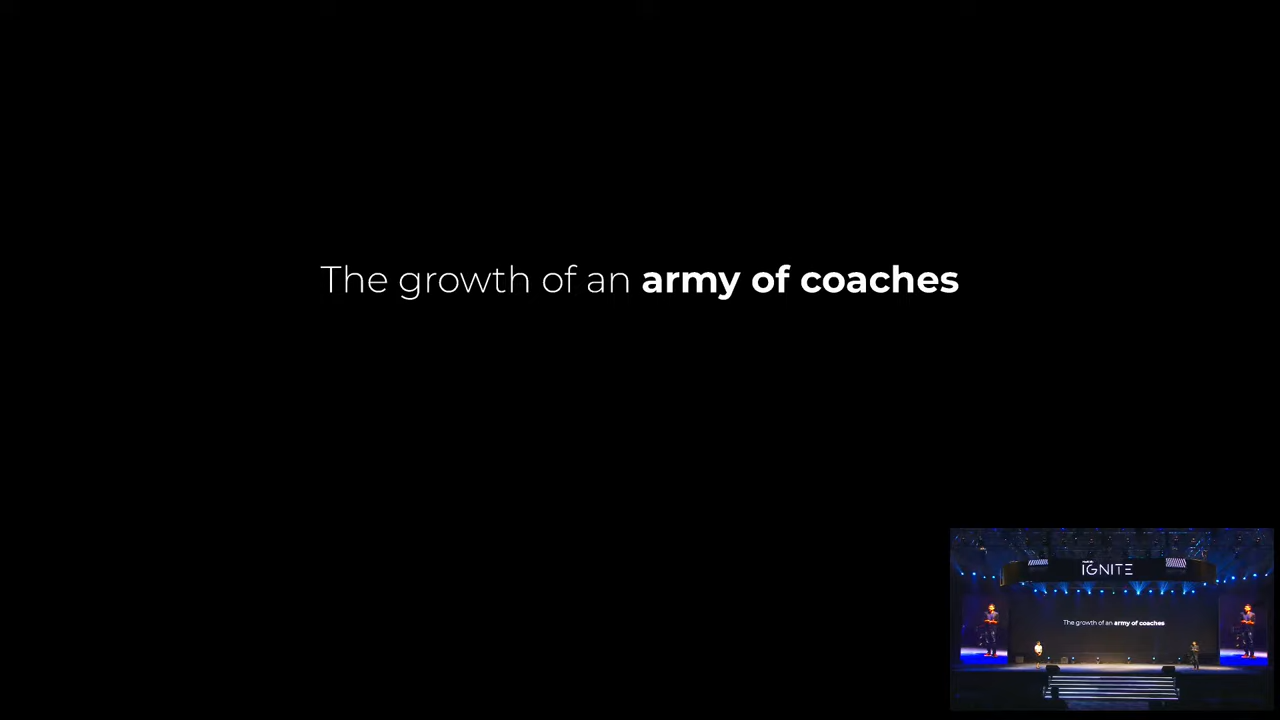 The growth of an army of coaches
IGNITE
The growth of an army of coaches